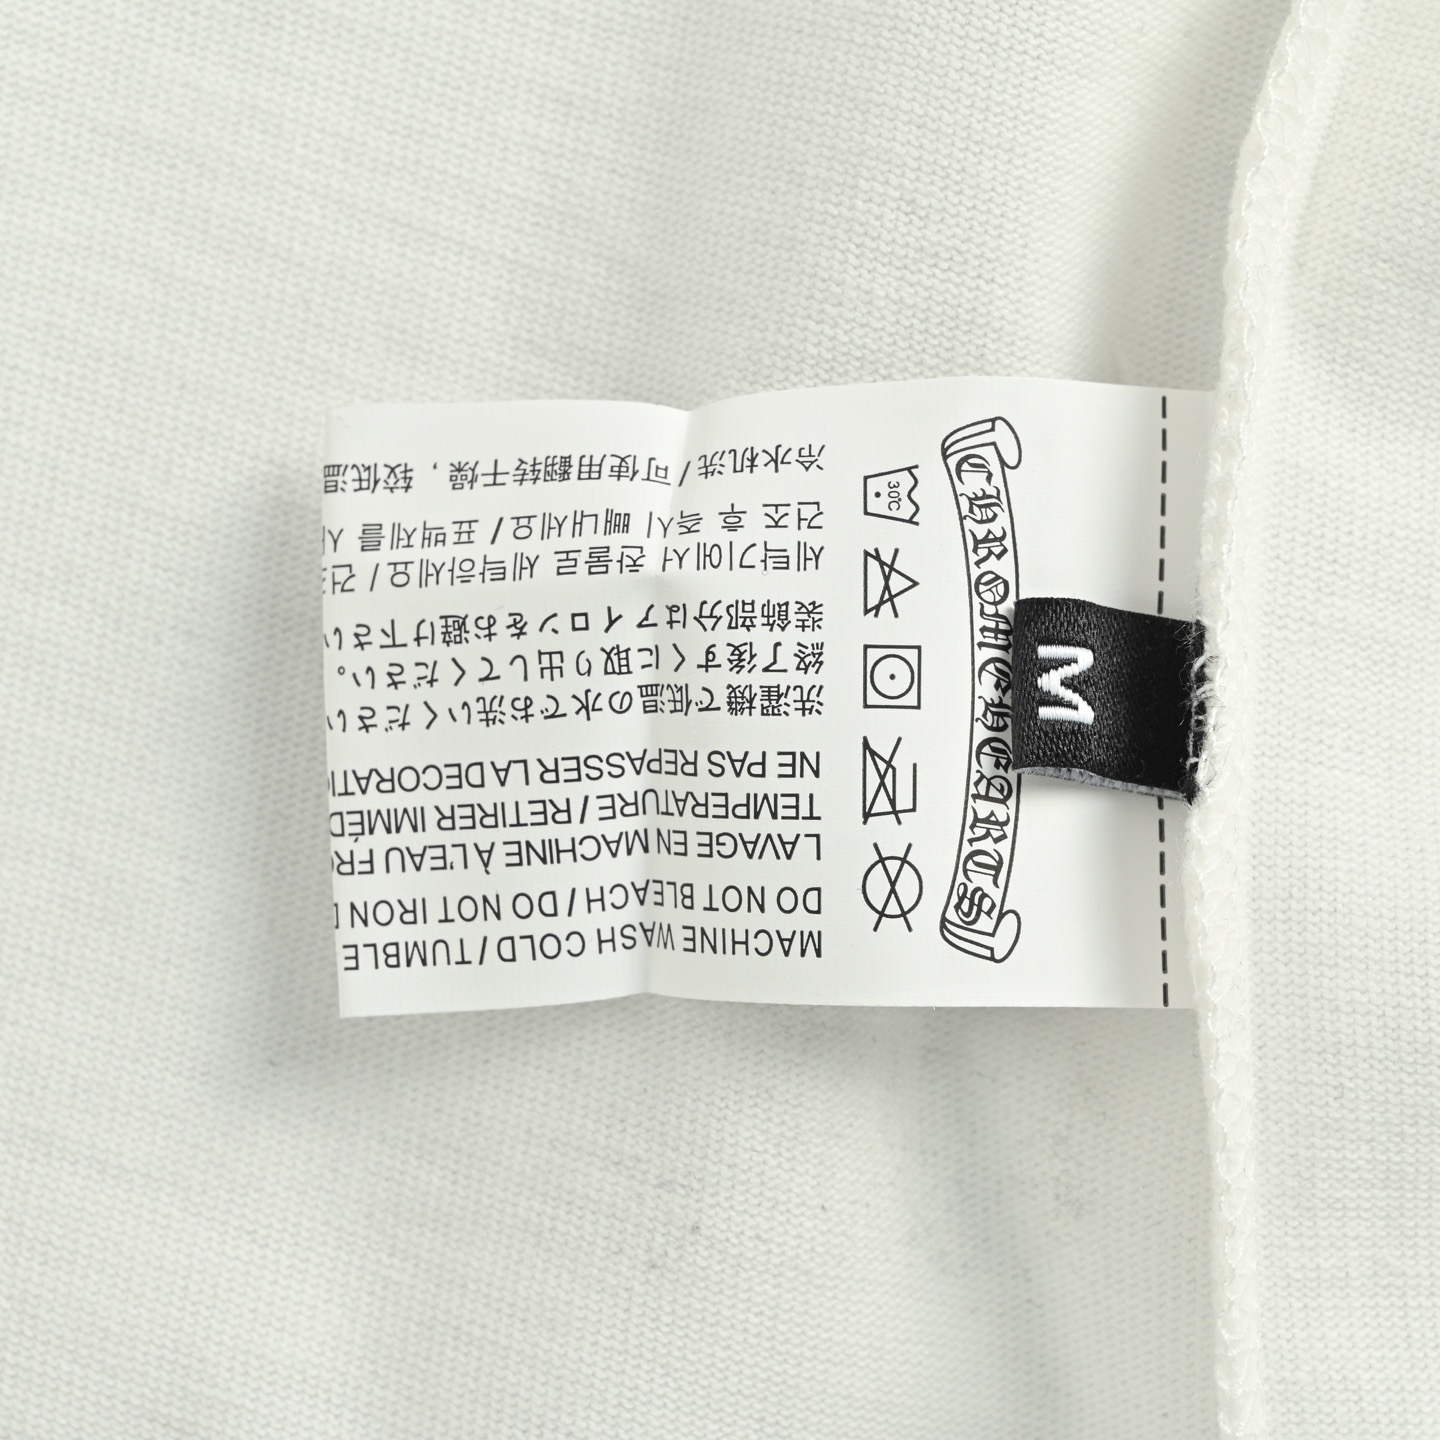 CHROME HEARTS
M
30°C
MACHINE WASH COLD / TUMBLE
DO NOT BLEACH / DO NOT IRON
LAVAGE EN MACHINE À L'EAU FRO
TEMPERATURE / RETIRER IMMÉD
NE PAS REPASSER LA DECORATI
洗濯機で低温の水でお洗いください
終了後すぐに取り出してください。
装飾部分はアイロンをお避け下さい
세탁기에서 찬물로 세탁하세요 / 건
건조 후 즉시 빼내세요 / 표백제를 사
冷水机洗 / 可使用翻转干燥，较低温